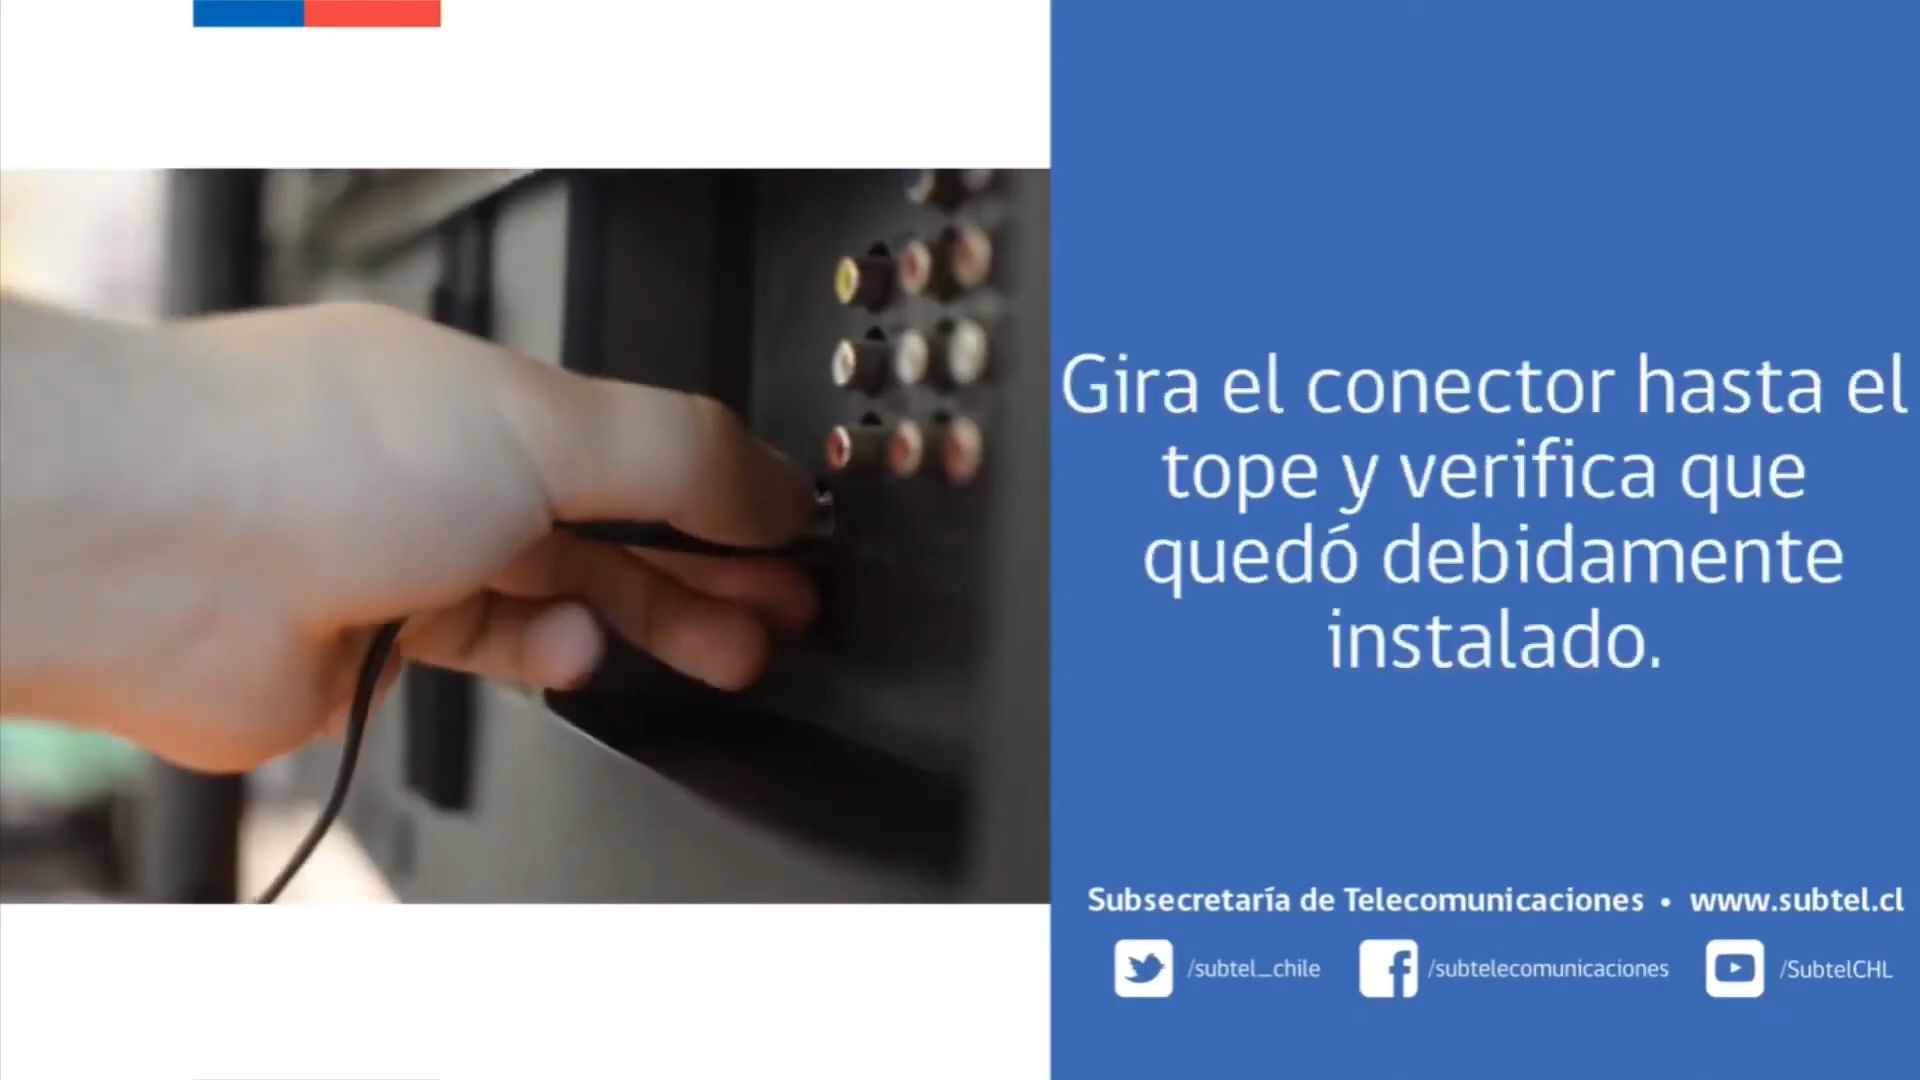 Gira el conector hasta el
tope y verifica que
quedó debidamente
instalado.
Subsecretaría de Telecomunicaciones • www.subtel.cl
/subtel_chile /subtelecomunicaciones /SubtelCHL